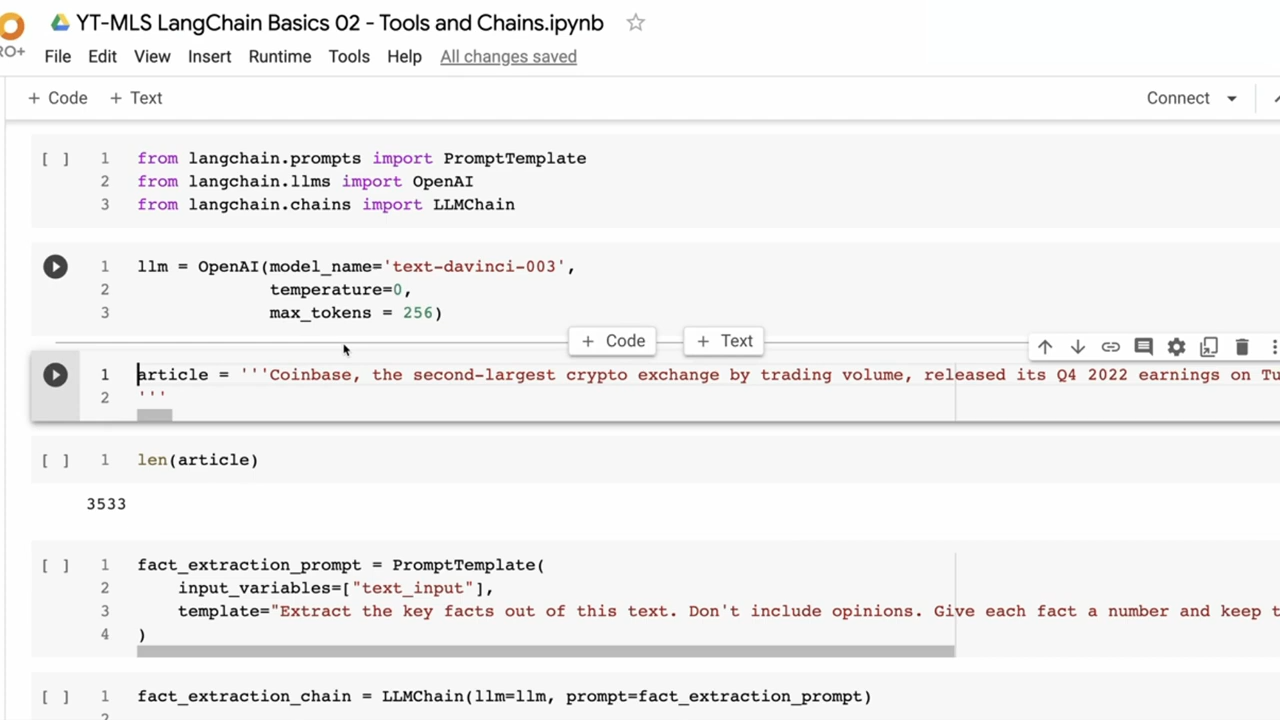 YT-MLS LangChain Basics 02 - Tools and Chains.ipynb
RO+
File Edit View Insert Runtime Tools Help All changes saved
+ Code + Text Connect
[ ] 1 from langchain.prompts import PromptTemplate
2 from langchain.llms import OpenAI
3 from langchain.chains import LLMChain
1 llm = OpenAI(model_name='text-davinci-003',
2 temperature=0,
3 max_tokens = 256)
+ Code + Text
1 article = '''Coinbase, the second-largest crypto exchange by trading volume, released its Q4 2022 earnings on Tu
2 '''
[ ] 1 len(article)
3533
[ ] 1 fact_extraction_prompt = PromptTemplate(
2 input_variables=["text_input"],
3 template="Extract the key facts out of this text. Don't include opinions. Give each fact a number and keep t
4 )
[ ] 1 fact_extraction_chain = LLMChain(llm=llm, prompt=fact_extraction_prompt)
2